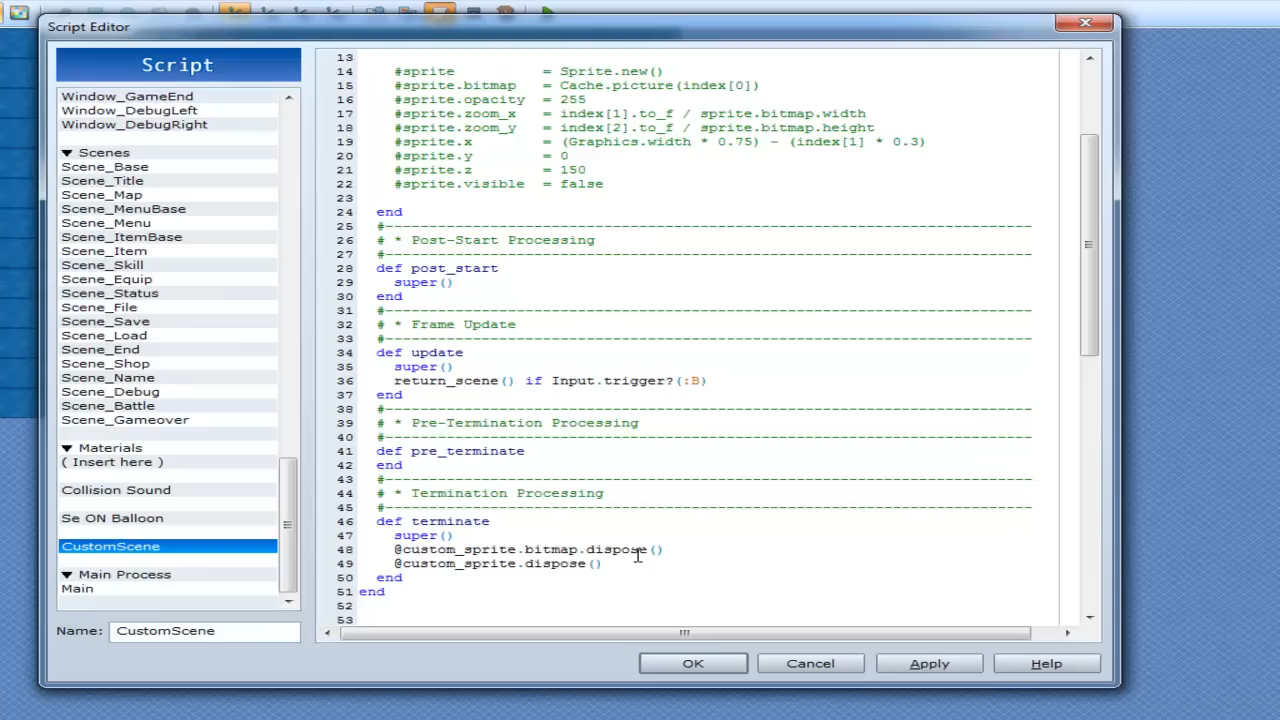 Script Editor
Script
Window_GameEnd
Window_DebugLeft
Window_DebugRight
▼ Scenes
Scene_Base
Scene_Title
Scene_Map
Scene_MenuBase
Scene_Menu
Scene_ItemBase
Scene_Item
Scene_Skill
Scene_Equip
Scene_Status
Scene_File
Scene_Save
Scene_Load
Scene_End
Scene_Shop
Scene_Name
Scene_Debug
Scene_Battle
Scene_Gameover
▼ Materials
( Insert here )
Collision Sound
Se ON Balloon
CustomScene
▼ Main Process
Main
Name: CustomScene
13
14 #sprite = Sprite.new()
15 #sprite.bitmap = Cache.picture(index[0])
16 #sprite.opacity = 255
17 #sprite.zoom_x = index[1].to_f / sprite.bitmap.width
18 #sprite.zoom_y = index[2].to_f / sprite.bitmap.height
19 #sprite.x = (Graphics.width * 0.75) - (index[1] * 0.3)
20 #sprite.y = 0
21 #sprite.z = 150
22 #sprite.visible = false
23
24 end
25 #--------------------------------------------------------------------------
26 # * Post-Start Processing
27 #--------------------------------------------------------------------------
28 def post_start
29 super()
30 end
31 #--------------------------------------------------------------------------
32 # * Frame Update
33 #--------------------------------------------------------------------------
34 def update
35 super()
36 return_scene() if Input.trigger?(:B)
37 end
38 #--------------------------------------------------------------------------
39 # * Pre-Termination Processing
40 #--------------------------------------------------------------------------
41 def pre_terminate
42 end
43 #--------------------------------------------------------------------------
44 # * Termination Processing
45 #--------------------------------------------------------------------------
46 def terminate
47 super()
48 @custom_sprite.bitmap.dispose()
49 @custom_sprite.dispose()
50 end
51 end
52
53
OK
Cancel
Apply
Help